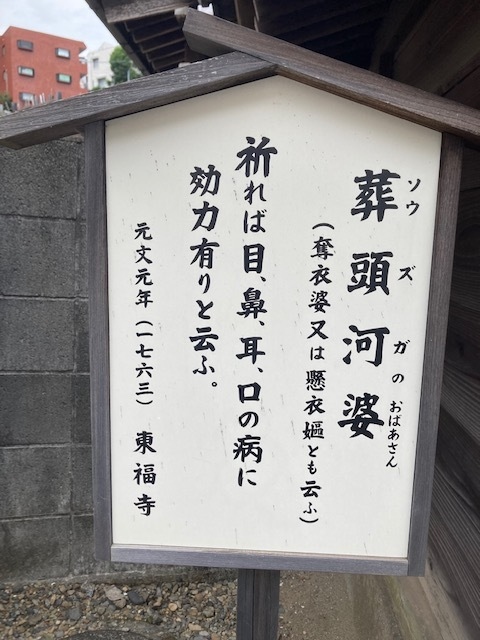 葬頭河婆
ソウズガのおばあさん
(奪衣婆又は懸衣嫗とも云ふ)
祈れば目、鼻、耳、口の病に
効力有りと云ふ。
元文元年(一七六三) 東福寺